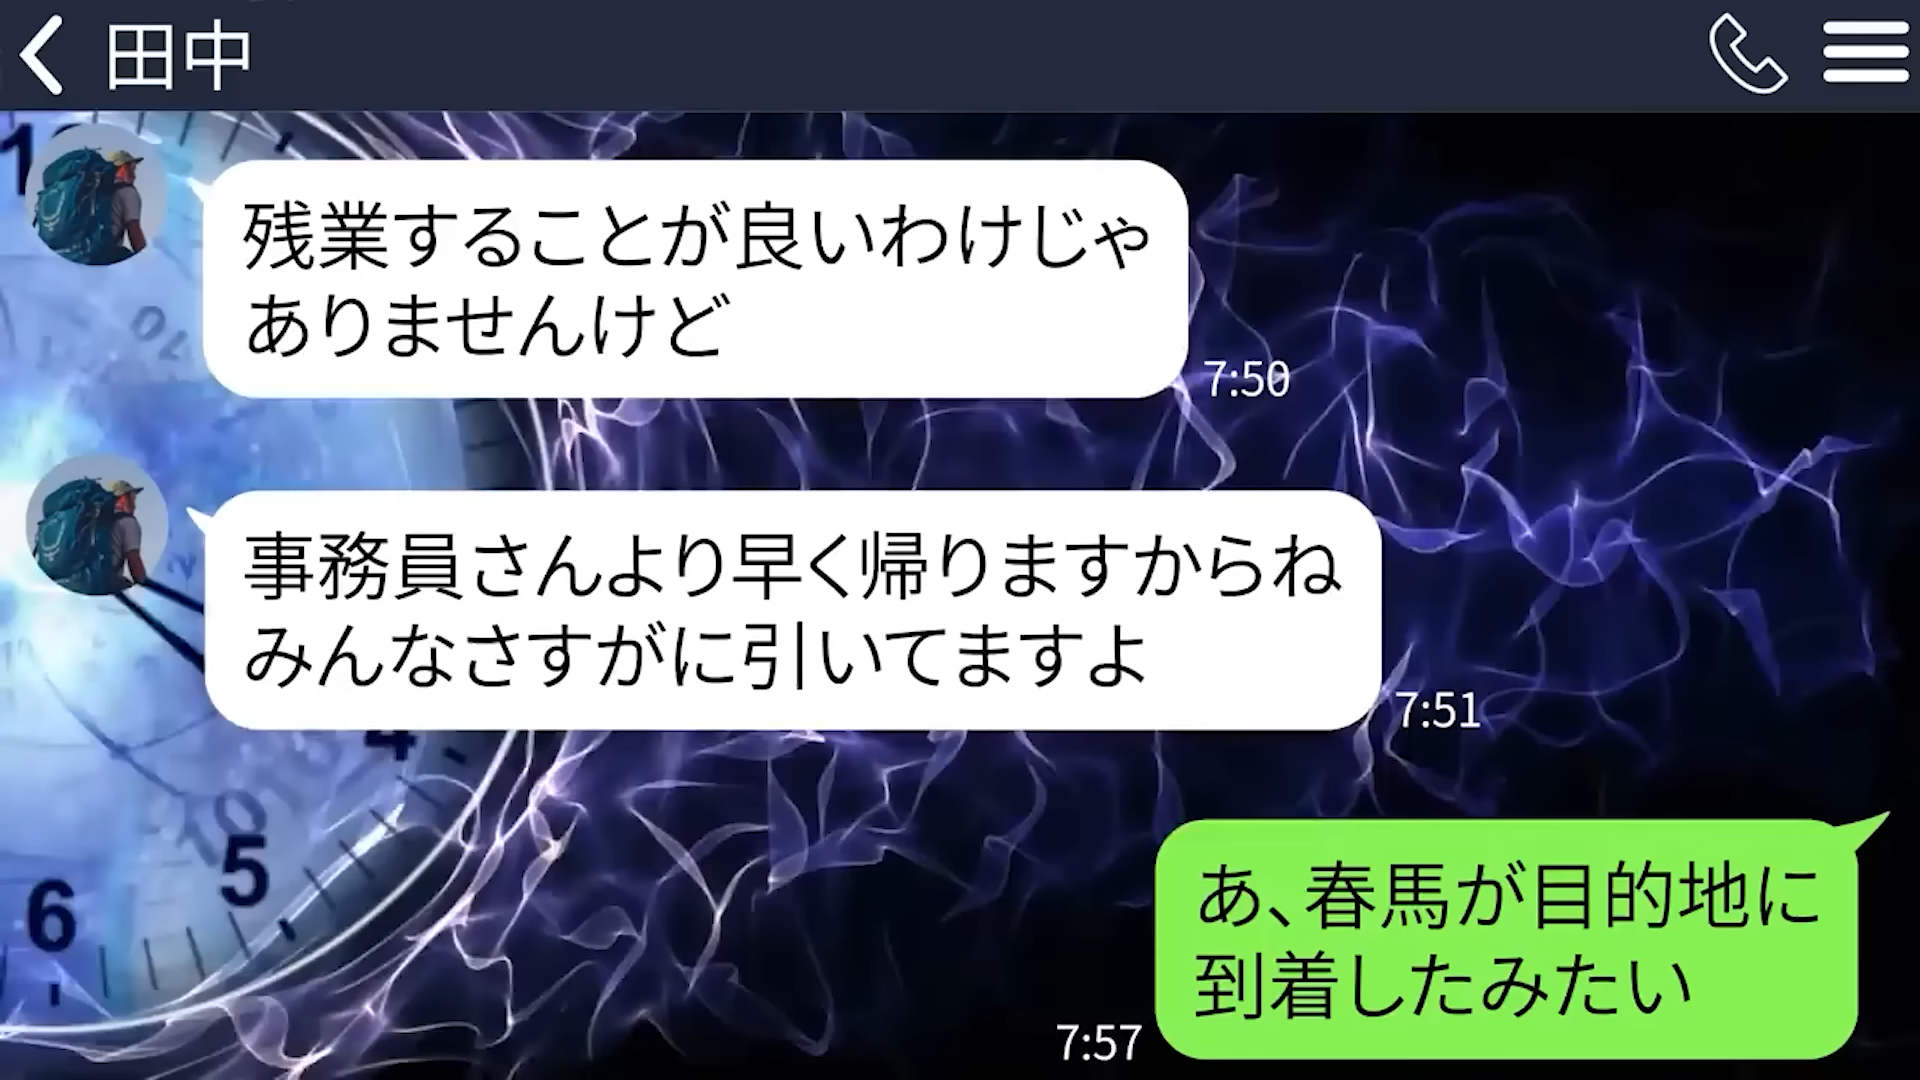 田中
残業することが良いわけじゃ
ありませんけど
7:50
事務員さんより早く帰りますからね
みんなさすがに引いてますよ
7:51
4
5
6
あ、春馬が目的地に
到着したみたい
7:57